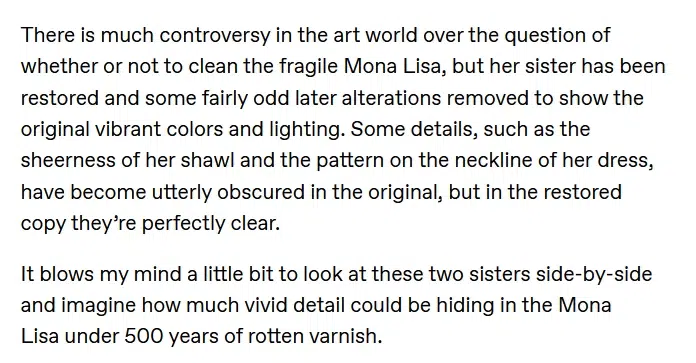 There is much controversy in the art world over the question of
whether or not to clean the fragile Mona Lisa, but her sister has been
restored and some fairly odd later alterations removed to show the
original vibrant colors and lighting. Some details, such as the
sheerness of her shawl and the pattern on the neckline of her dress,
have become utterly obscured in the original, but in the restored
copy they’re perfectly clear.
It blows my mind a little bit to look at these two sisters side-by-side
and imagine how much vivid detail could be hiding in the Mona
Lisa under 500 years of rotten varnish.